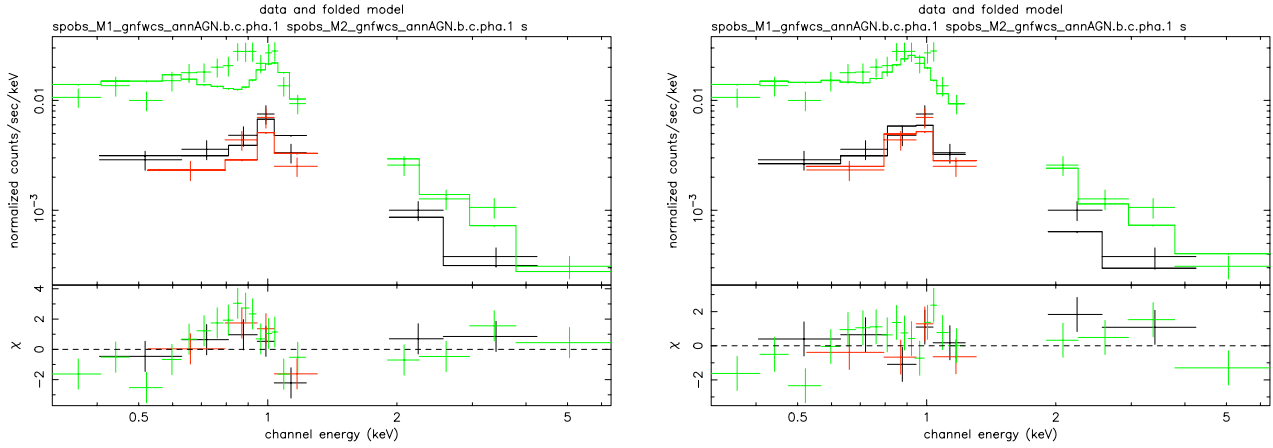 data and folded model
spobs_M1_gnfwcs_annAGN.b.c.pha.1 spobs_M2_gnfwcs_annAGN.b.c.pha.1 s
normalized counts/sec/keV
0.01
10⁻³
χ
4
2
0
−2
0.5
1
2
5
channel energy (keV)
data and folded model
spobs_M1_gnfwcs_annAGN.b.c.pha.1 spobs_M2_gnfwcs_annAGN.b.c.pha.1 s
normalized counts/sec/keV
0.01
10⁻³
χ
2
0
−2
0.5
1
2
5
channel energy (keV)